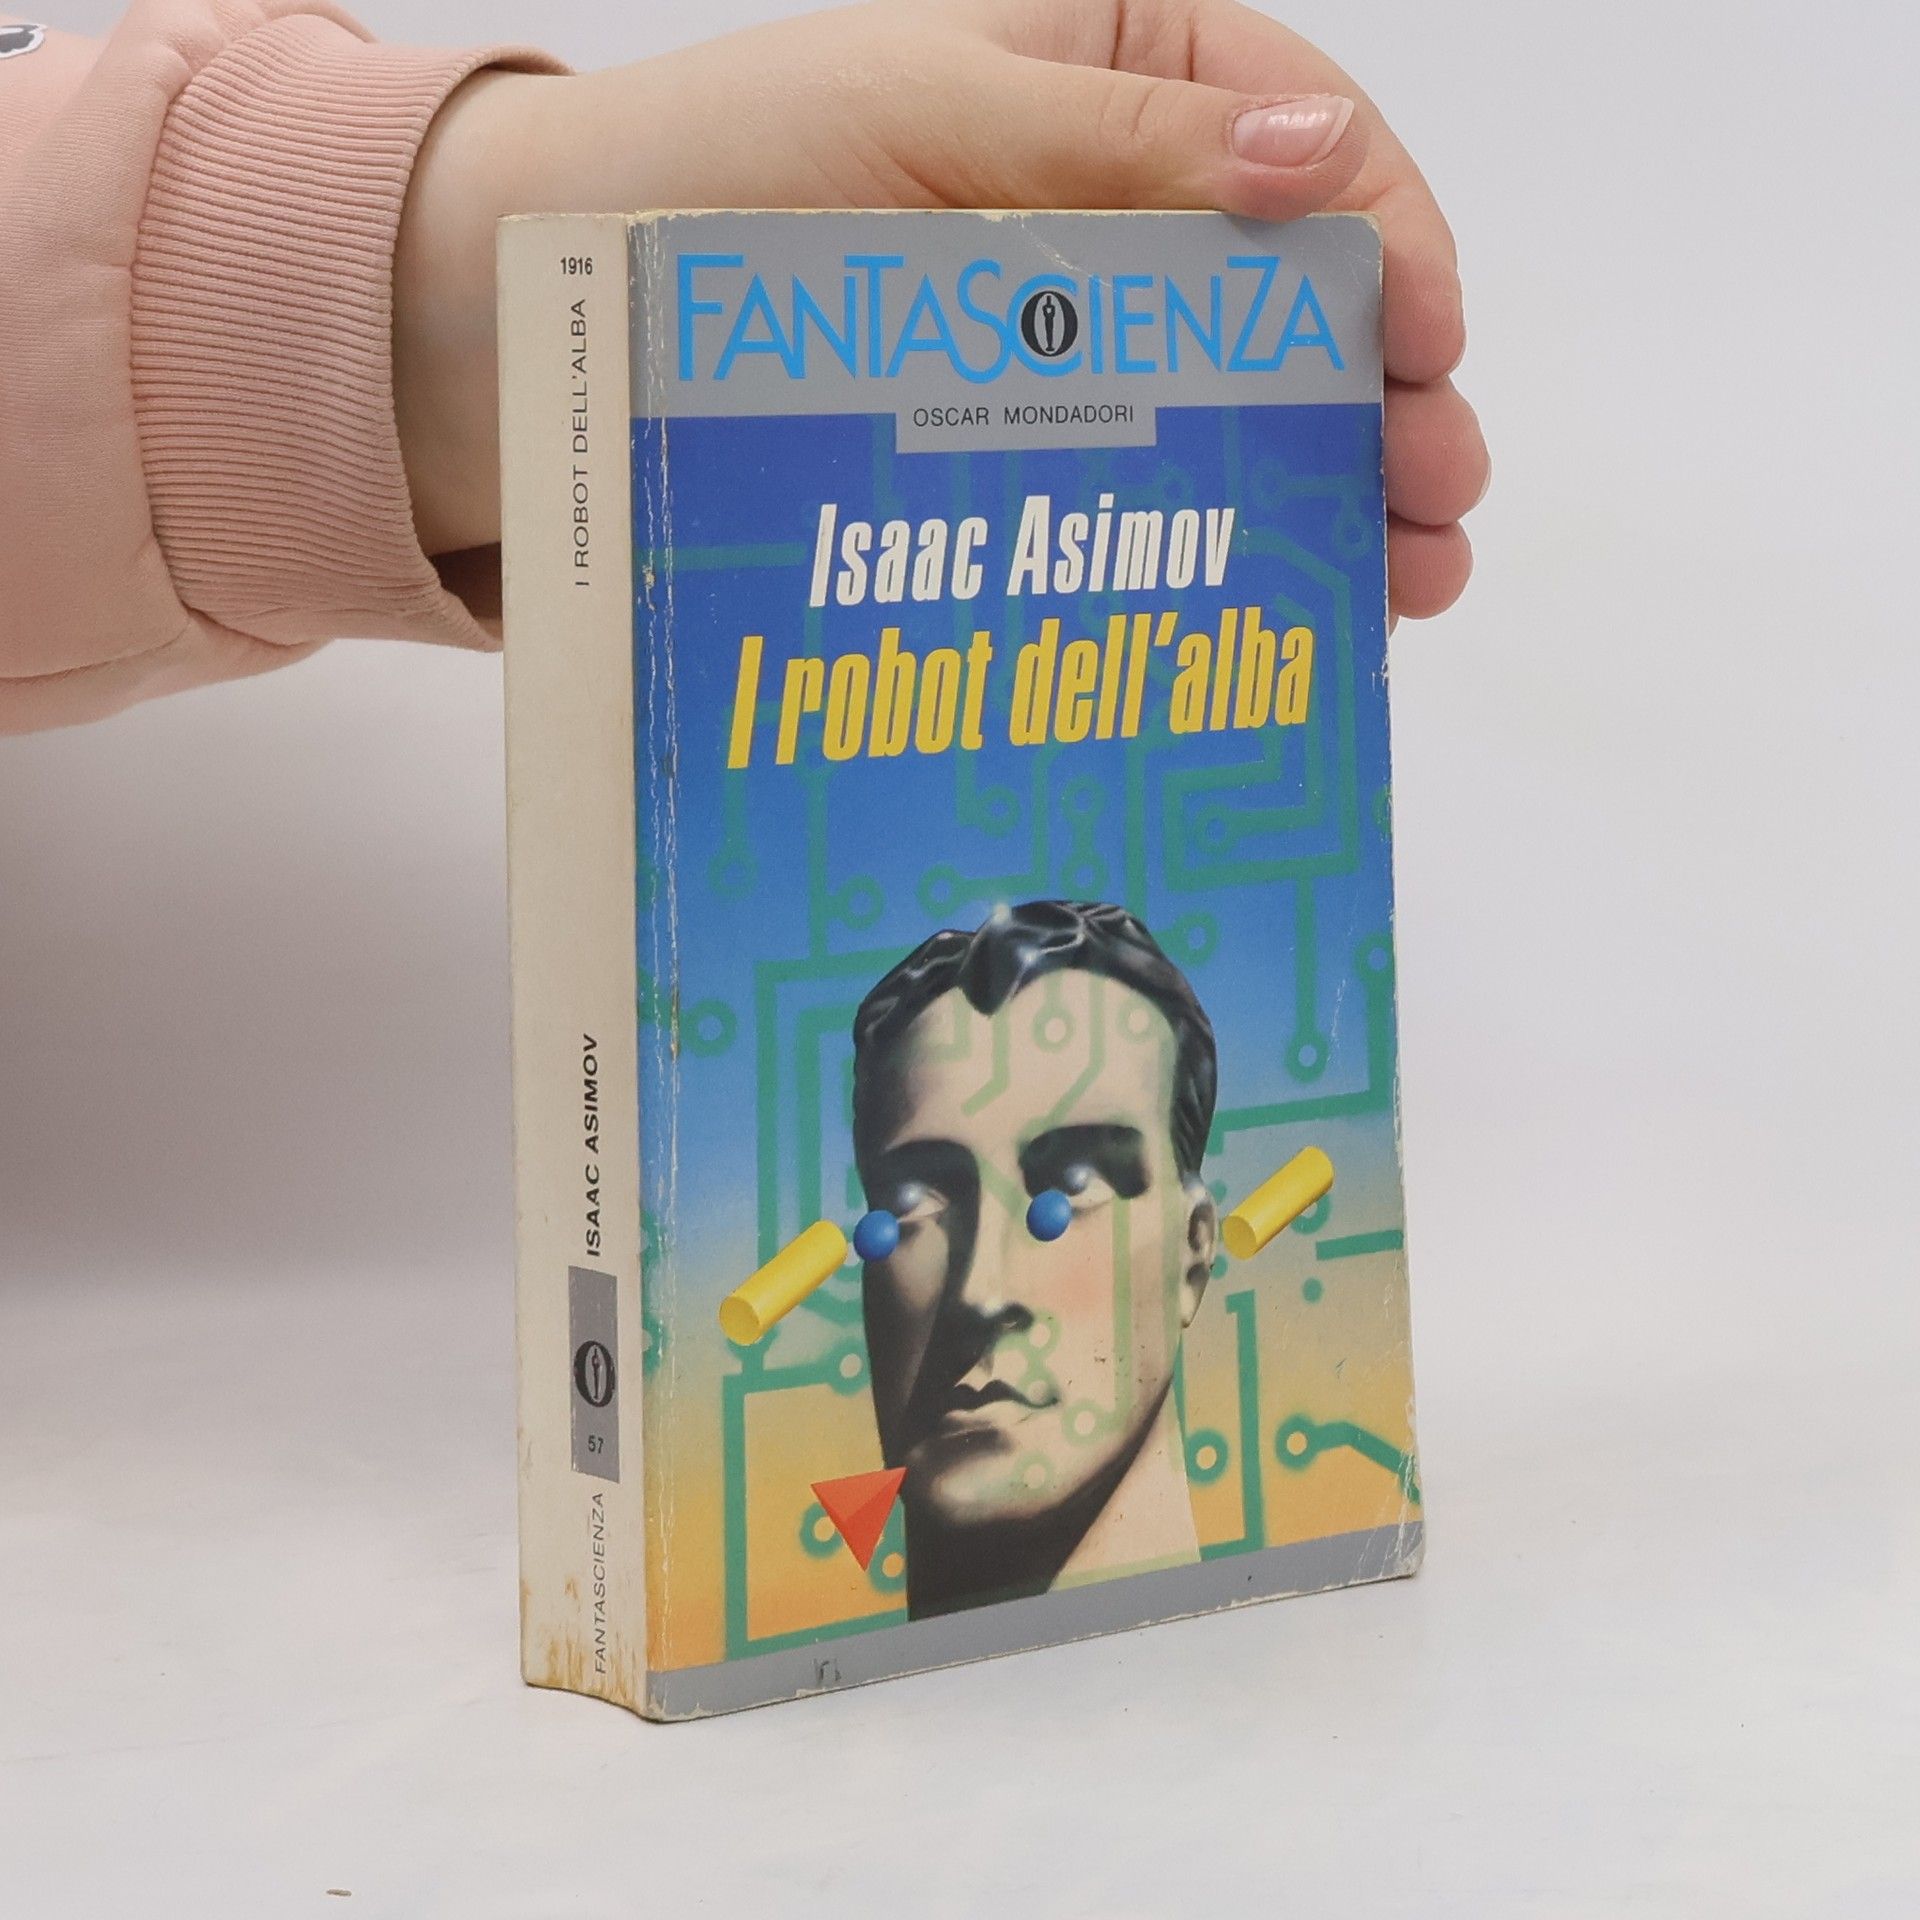 FANTASCIENZA
OSCAR MONDADORI
Isaac Asimov
I robot dell'alba
1916
I ROBOT DELL'ALBA
ISAAC ASIMOV
57
FANTASCIENZA